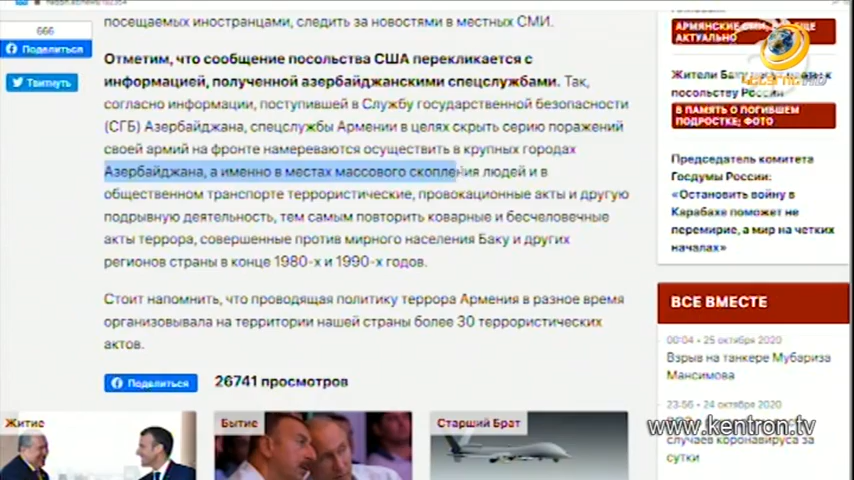 666
Поделиться
Твитнуть
посещаемых иностранцами, следить за новостями в местных СМИ.
Отметим, что сообщение посольства США перекликается с
информацией, полученной азербайджанскими спецслужбами. Так,
согласно информации, поступившей в Службу государственной безопасности
(СГБ) Азербайджана, спецслужбы Армении в целях скрыть серию поражений
своей армий на фронте намереваются осуществить в крупных городах
Азербайджана, а именно в местах массового скопления людей и в
общественном транспорте террористические, провокационные акты и другую
подрывную деятельность, тем самым повторить коварные и бесчеловечные
акты террора, совершенные против мирного населения Баку и других
регионов страны в конце 1980-х и 1990-х годов.
Стоит напомнить, что проводящая политику террора Армения в разное время
организовывала на территории нашей страны более 30 террористических
актов.
Поделиться
26741 просмотров
Житие
Бытие
Старший Брат
АРМЯНСКИЕ
АКТУАЛЬНО
Жители
посольству России
В ПАМЯТЬ О ПОГИБШЕМ
ПОДРОСТКЕ; ФОТО
Председатель комитета
Госдумы России:
«Остановить войну в
Карабахе поможет не
перемирие, а мир на четких
началах»
ВСЕ ВМЕСТЕ
00:04 • 25 октября 2020
Взрыв на танкере Мубариза
Мансимова
23:56 • 24 октября 2020
случаев коронавируса за
сутки
www.kentron.tv